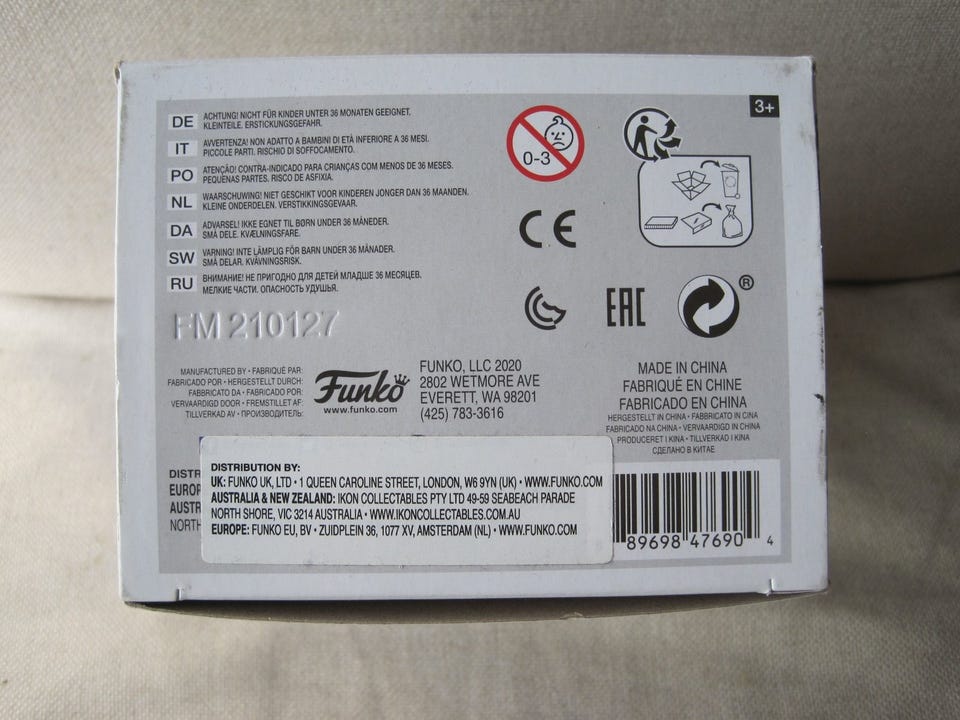 3+
DE ACHTUNG! NICHT FÜR KINDER UNTER 36 MONATEN GEEIGNET.
KLEINTEILE. ERSTICKUNGSGEFAHR.
IT AVVERTENZA! NON ADATTO A BAMBINI DI ETÀ INFERIORE A 36 MESI.
PICCOLE PARTI. RISCHIO DI SOFFOCAMENTO.
PO ATENÇÃO! CONTRA-INDICADO PARA CRIANÇAS COM MENOS DE 36 MESES.
PEQUENAS PARTES. RISCO DE ASFIXIA.
NL WAARSCHUWING! NIET GESCHIKT VOOR KINDEREN JONGER DAN 36 MAANDEN.
KLEINE ONDERDELEN. VERSTIKKINGSGEVAAR.
DA ADVARSEL! IKKE EGNET TIL BØRN UNDER 36 MÅNEDER.
SMÅ DELE. KVÆLNINGSFARE.
SW VARNING! INTE LÄMPLIG FÖR BARN UNDER 36 MÅNADER.
SMÅ DELAR. KVÄVNINGSRISK.
RU ВНИМАНИЕ! НЕ ПРИГОДНО ДЛЯ ДЕТЕЙ МЛАДШЕ 36 МЕСЯЦЕВ.
МЕЛКИЕ ЧАСТИ. ОПАСНОСТЬ УДУШЬЯ.
0-3
CE
EAC
®
FM 210127
MANUFACTURED BY • FABRIQUÉ PAR:
FABRICADO POR • HERGESTELLT DURCH:
FABBRICATO DA • FABRICADO POR:
VERVAARDIGD DOOR • FREMSTILLET AF:
TILLVERKAD AV • ПРОИЗВОДИТЕЛЬ:
Funko
www.funko.com
FUNKO, LLC 2020
2802 WETMORE AVE
EVERETT, WA 98201
(425) 783-3616
MADE IN CHINA
FABRIQUÉ EN CHINE
FABRICADO EN CHINA
HERGESTELLT IN CHINA • FABBRICATO IN CINA
FABRICADO NA CHINA • VERVAARDIGD IN CHINA
PRODUCERET I KINA • TILLVERKAD I KINA
СДЕЛАНО В КИТАЕ
DISTR
EUROP
AUSTR
NORTH
DISTRIBUTION BY:
UK: FUNKO UK, LTD • 1 QUEEN CAROLINE STREET, LONDON, W6 9YN (UK) • WWW.FUNKO.COM
AUSTRALIA & NEW ZEALAND: IKON COLLECTABLES PTY LTD 49-59 SEABEACH PARADE
NORTH SHORE, VIC 3214 AUSTRALIA • WWW.IKONCOLLECTABLES.COM.AU
EUROPE: FUNKO EU, BV • ZUIDPLEIN 36, 1077 XV, AMSTERDAM (NL) • WWW.FUNKO.COM
89698 47690 4